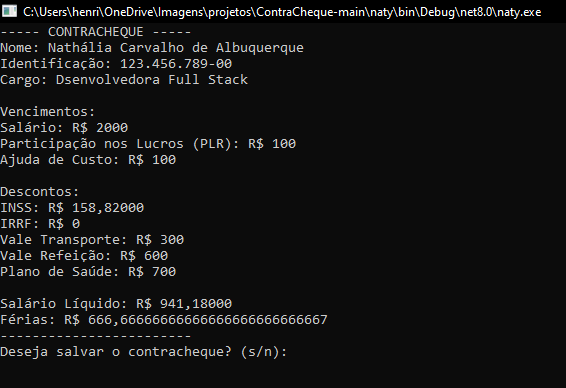 C:\Users\henri\OneDrive\Imagens\projetos\ContraCheque-main\naty\bin\Debug\net8.0\naty.exe
----- CONTRACHEQUE -----
Nome: Nathália Carvalho de Albuquerque
Identificação: 123.456.789-00
Cargo: Dsenvolvedora Full Stack
Vencimentos:
Salário: R$ 2000
Participação nos Lucros (PLR): R$ 100
Ajuda de Custo: R$ 100
Descontos:
INSS: R$ 158,82000
IRRF: R$ 0
Vale Transporte: R$ 300
Vale Refeição: R$ 600
Plano de Saúde: R$ 700
Salário Líquido: R$ 941,18000
Férias: R$ 666,66666666666666666666666667
------------------------
Deseja salvar o contracheque? (s/n):